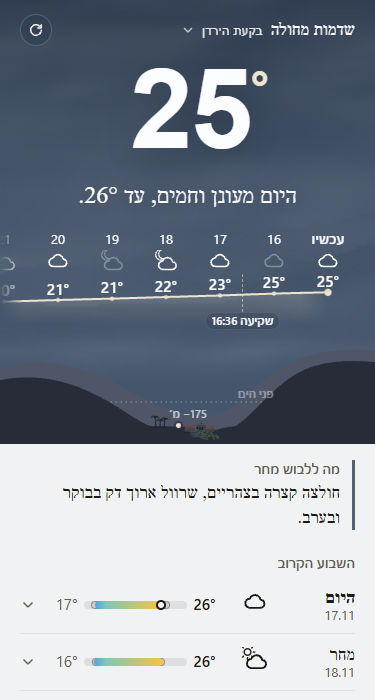 שדמות מחולה בקעת הירדן
25°
היום מעונן וחמים, עד 26°.
עכשיו 16 17 18 19 20
25° 25° 23° 22° 21° 21°
שקיעה 16:36
פני הים
−175 מ'
מה ללבוש מחר
חולצה קצרה בצהריים, שרוול ארוך דק בבוקר
ובערב.
השבוע הקרוב
היום 26° 17°
17.11
מחר 26° 16°
18.11